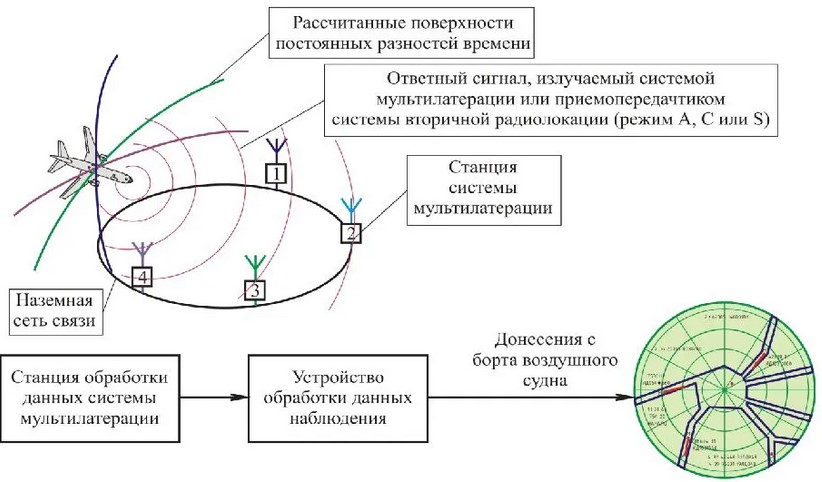 Рассчитанные поверхности
постоянных разностей времени
Ответный сигнал, излучаемый системой
мультилатерации или приемопередатчиком
системы вторичной радиолокации (режим A, C или S)
Станция
системы
мультилатерации
1
2
3
4
Наземная
сеть связи
Станция обработки
данных системы
мультилатерации
Устройство
обработки данных
наблюдения
Донесения с
борта воздушного
судна